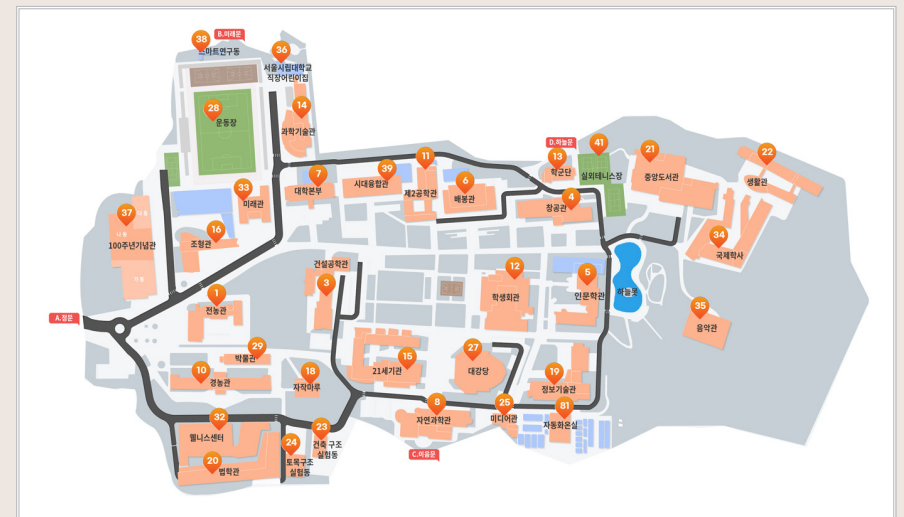 38
스마트연구동
B.미래문
36
서울시립대학교
직장어린이집
28
운동장
14
과학기술관
7
대학본부
39
시대융합관
11
제2공학관
6
배봉관
D.하늘문
13
학군단
41
실외테니스장
4
창공관
21
중앙도서관
22
생활관
33
미래관
37
100주년기념관
16
조형관
34
국제학사
건설공학관
3
12
학생회관
5
인문학관
하늘못
1
전농관
A.정문
35
음악관
29
박물관
10
경농관
18
자작마루
15
21세기관
27
대강당
19
정보기술관
8
자연과학관
25
미디어관
81
자동화온실
32
웰니스센터
23
건축 구조
실험동
24
토목구조
실험동
20
법학관
C.이음문